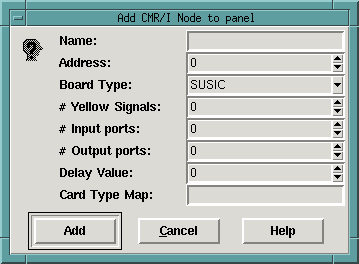 Add CMR/I Node to panel
Name:
Address: 0
Board Type: SUSIC
# Yellow Signals: 0
# Input ports: 0
# Output ports: 0
Delay Value: 0
Card Type Map:
Add Cancel Help